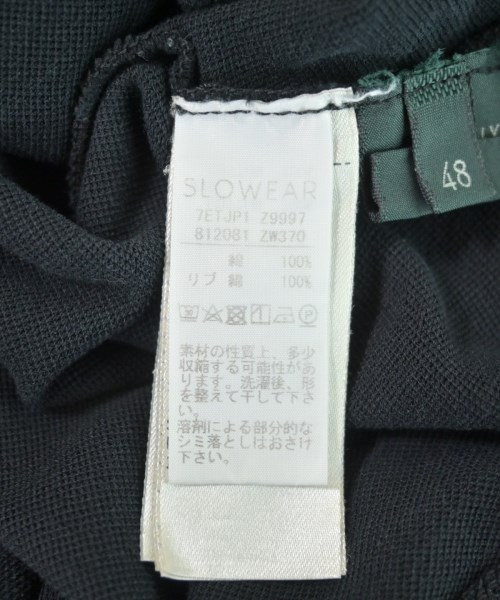 SLOWEAR
7ETJP1 Z9997
812081 ZW370
綿 100%
リブ 綿 100%
素材の性質上、多少
収縮する可能性があ
ります。洗濯後、形
を整えて干して下さ
い。
溶剤による部分的な
シミ落としはおさけ
下さい。
48